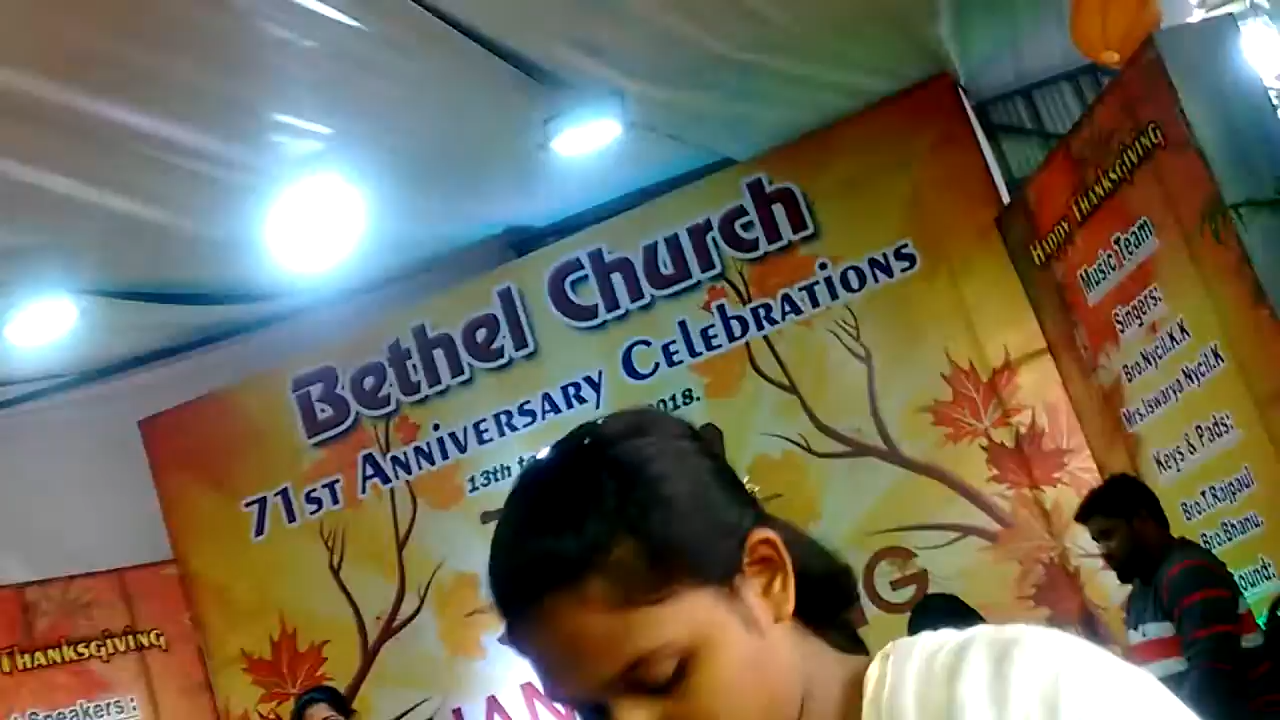 Bethel Church
71st Anniversary Celebrations
13th
2018.
G
Thanksgiving
Speakers :
Happy Thanksgiving
Music Team
Singers:
Bro.Nycil.K.K
Mrs.Iswarya Nycil.K
Keys & Pads:
Bro.T.Rajpaul
Bro.Bhanu.
ound: